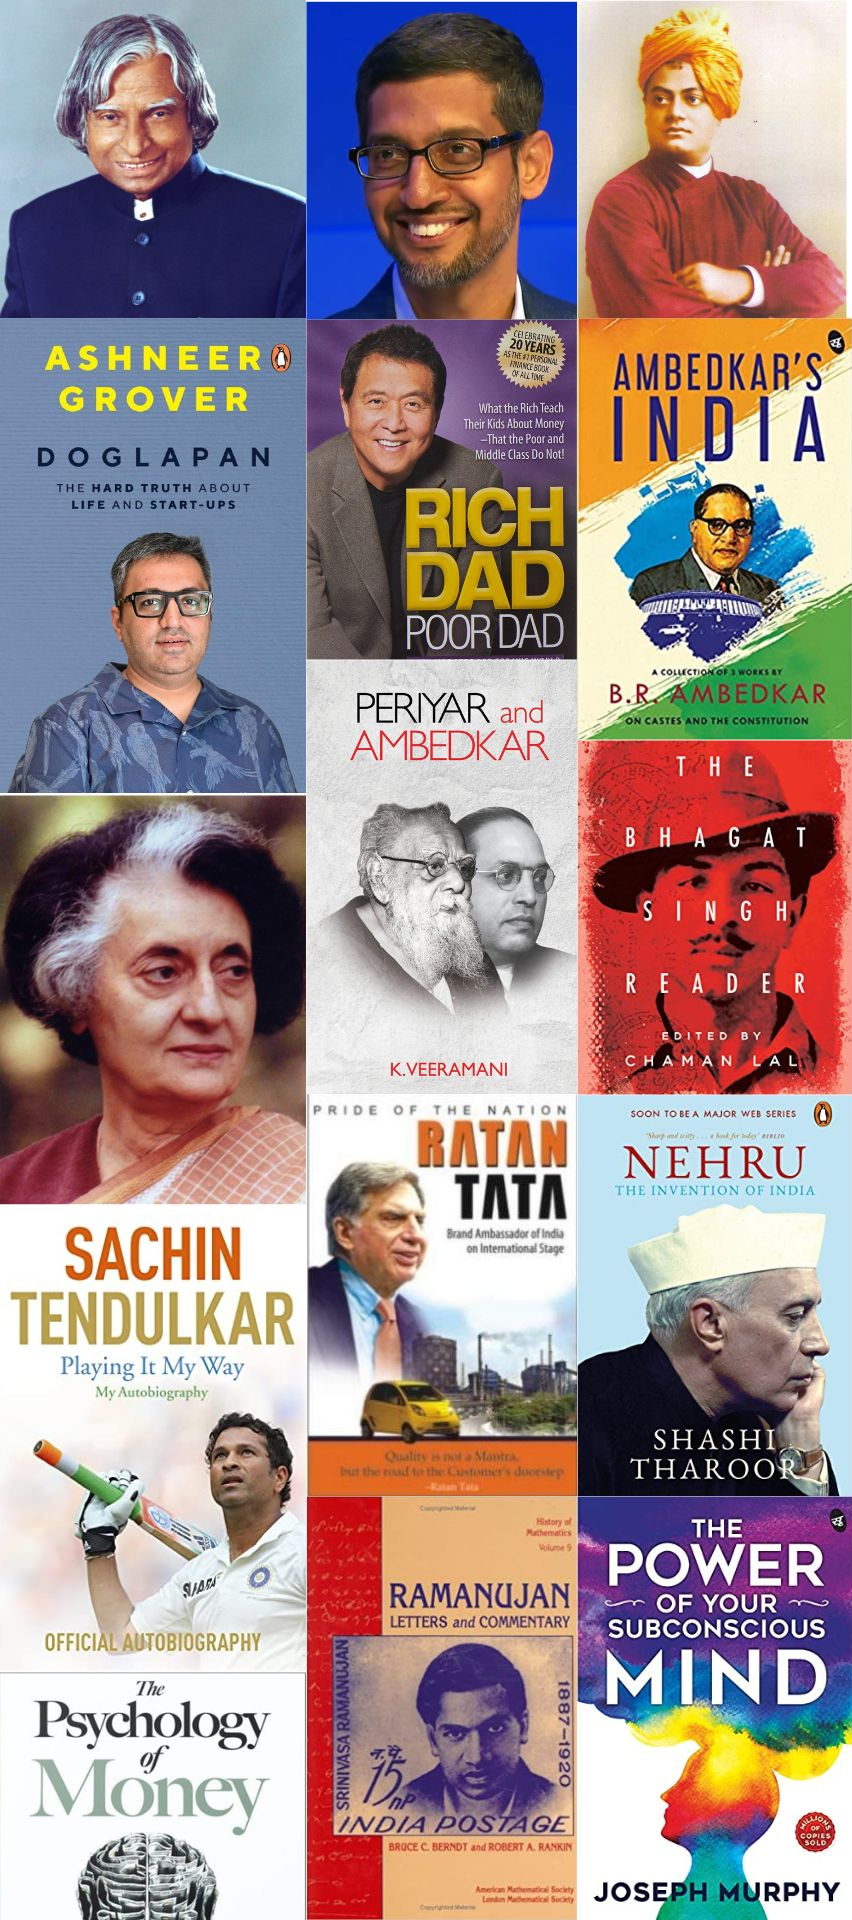 ASHNEER
GROVER
DOGLAPAN
THE HARD TRUTH ABOUT
LIFE AND START-UPS
CELEBRATING
20 YEARS
AS THE #1 PERSONAL
FINANCE BOOK
OF ALL TIME
What the Rich Teach
Their Kids About Money
–That the Poor and
Middle Class Do Not!
RICH
DAD
POOR DAD
AMBEDKAR'S
INDIA
A COLLECTION OF 3 WORKS BY
B.R. AMBEDKAR
ON CASTES AND THE CONSTITUTION
PERIYAR and
AMBEDKAR
K.VEERAMANI
THE
BHAGAT
SINGH
READER
EDITED BY
CHAMAN LAL
PRIDE OF THE NATION
RATAN
TATA
Brand Ambassador of India
on International Stage
Quality is not a Mantra,
but the road to the Customer's doorstep
–Ratan Tata
SOON TO BE A MAJOR WEB SERIES
'Sharp and witty . . . a book for today' BIBLIO
NEHRU
THE INVENTION OF INDIA
SHASHI
THAROOR
SACHIN
TENDULKAR
Playing It My Way
My Autobiography
SAHARA
OFFICIAL AUTOBIOGRAPHY
Copyrighted Material
History of
Mathematics
Volume 9
RAMANUJAN
LETTERS and COMMENTARY
SRINIVASA RAMANUJAN
1887-1920
न. पै.
15
nP
INDIA POSTAGE
BRUCE C. BERNDT and ROBERT A. RANKIN
American Mathematical Society
London Mathematical Society
Copyrighted Material
THE
POWER
OF YOUR
SUBCONSCIOUS
MIND
MILLIONS
OF
COPIES
SOLD
JOSEPH MURPHY
The
Psychology
of
Money